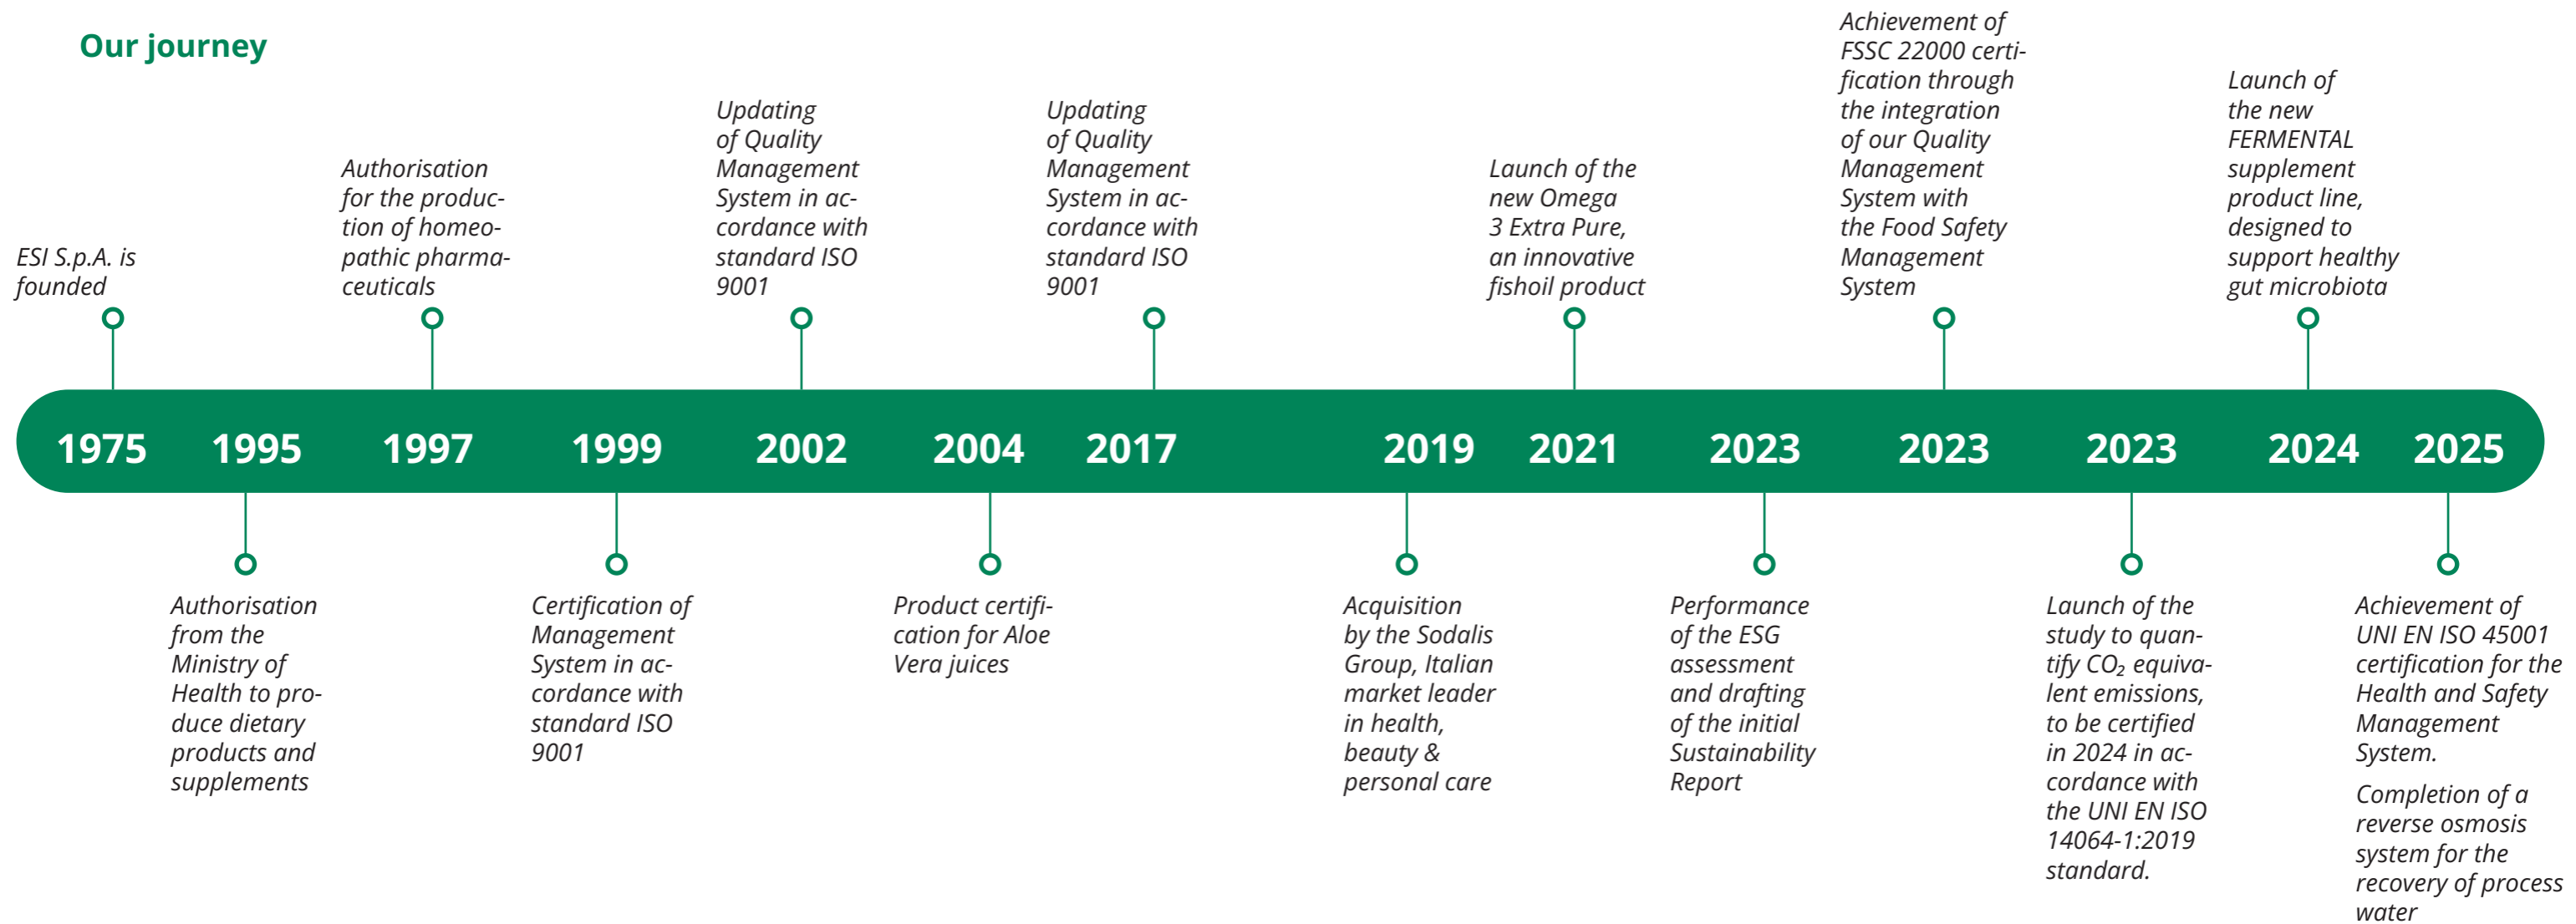 Our journey
ESI S.p.A. is
founded
Authorisation
for the produc-
tion of homeo-
pathic pharma-
ceuticals
Updating
of Quality
Management
System in ac-
cordance with
standard ISO
9001
Updating
of Quality
Management
System in ac-
cordance with
standard ISO
9001
Launch of the
new Omega
3 Extra Pure,
an innovative
fishoil product
Achievement of
FSSC 22000 certi-
fication through
the integration
of our Quality
Management
System with
the Food Safety
Management
System
Launch of
the new
FERMENTAL
supplement
product line,
designed to
support healthy
gut microbiota
1975 1995 1997 1999 2002 2004 2017 2019 2021 2023 2023 2023 2024 2025
Authorisation
from the
Ministry of
Health to pro-
duce dietary
products and
supplements
Certification of
Management
System in ac-
cordance with
standard ISO
9001
Product certifi-
cation for Aloe
Vera juices
Acquisition
by the Sodalis
Group, Italian
market leader
in health,
beauty &
personal care
Performance
of the ESG
assessment
and drafting
of the initial
Sustainability
Report
Launch of the
study to quan-
tify CO₂ equiva-
lent emissions,
to be certified
in 2024 in ac-
cordance with
the UNI EN ISO
14064-1:2019
standard.
Achievement of
UNI EN ISO 45001
certification for the
Health and Safety
Management
System.
Completion of a
reverse osmosis
system for the
recovery of process
water